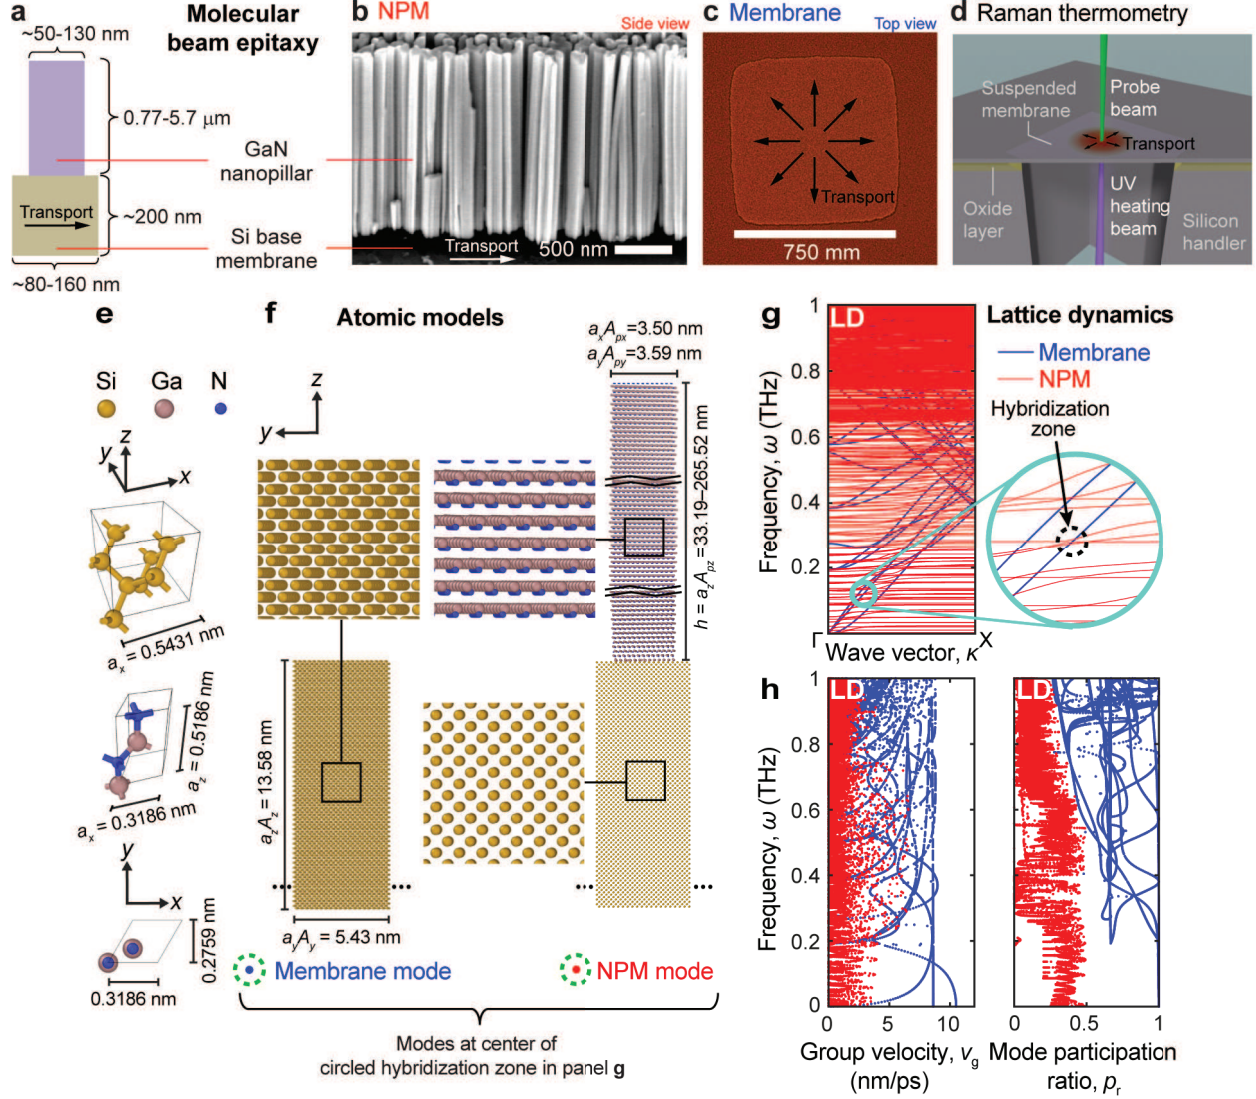 a
Molecular
beam epitaxy
~50-130 nm
0.77-5.7 μm
GaN
nanopillar
Transport
~200 nm
Si base
membrane
~80-160 nm
b NPM
Side view
Transport
500 nm
c Membrane
Top view
Transport
750 mm
d Raman thermometry
Suspended
membrane
Probe
beam
Transport
Oxide
layer
UV
heating
beam
Silicon
handler
e
Si Ga N
z
y
x
aₓ = 0.5431 nm
a_z = 0.5186 nm
aₓ = 0.3186 nm
y
x
0.2759 nm
0.3186 nm
f
Atomic models
z
y
aₓAₚₓ=3.50 nm
a_yA_py=3.59 nm
h = a_zA_pz = 33.19–265.52 nm
a_zA_z = 13.58 nm
a_yA_y = 5.43 nm
Membrane mode
NPM mode
Modes at center of
circled hybridization zone in panel g
g
LD
Lattice dynamics
Membrane
NPM
Hybridization
zone
1
0.8
0.6
0.4
0.2
Frequency, ω (THz)
Γ
Wave vector, κ
X
h
LD
LD
1
0.8
0.6
0.4
0.2
0
Frequency, ω (THz)
0 5 10
Group velocity, v_g
(nm/ps)
0 0.5 1
Mode participation
ratio, p_r